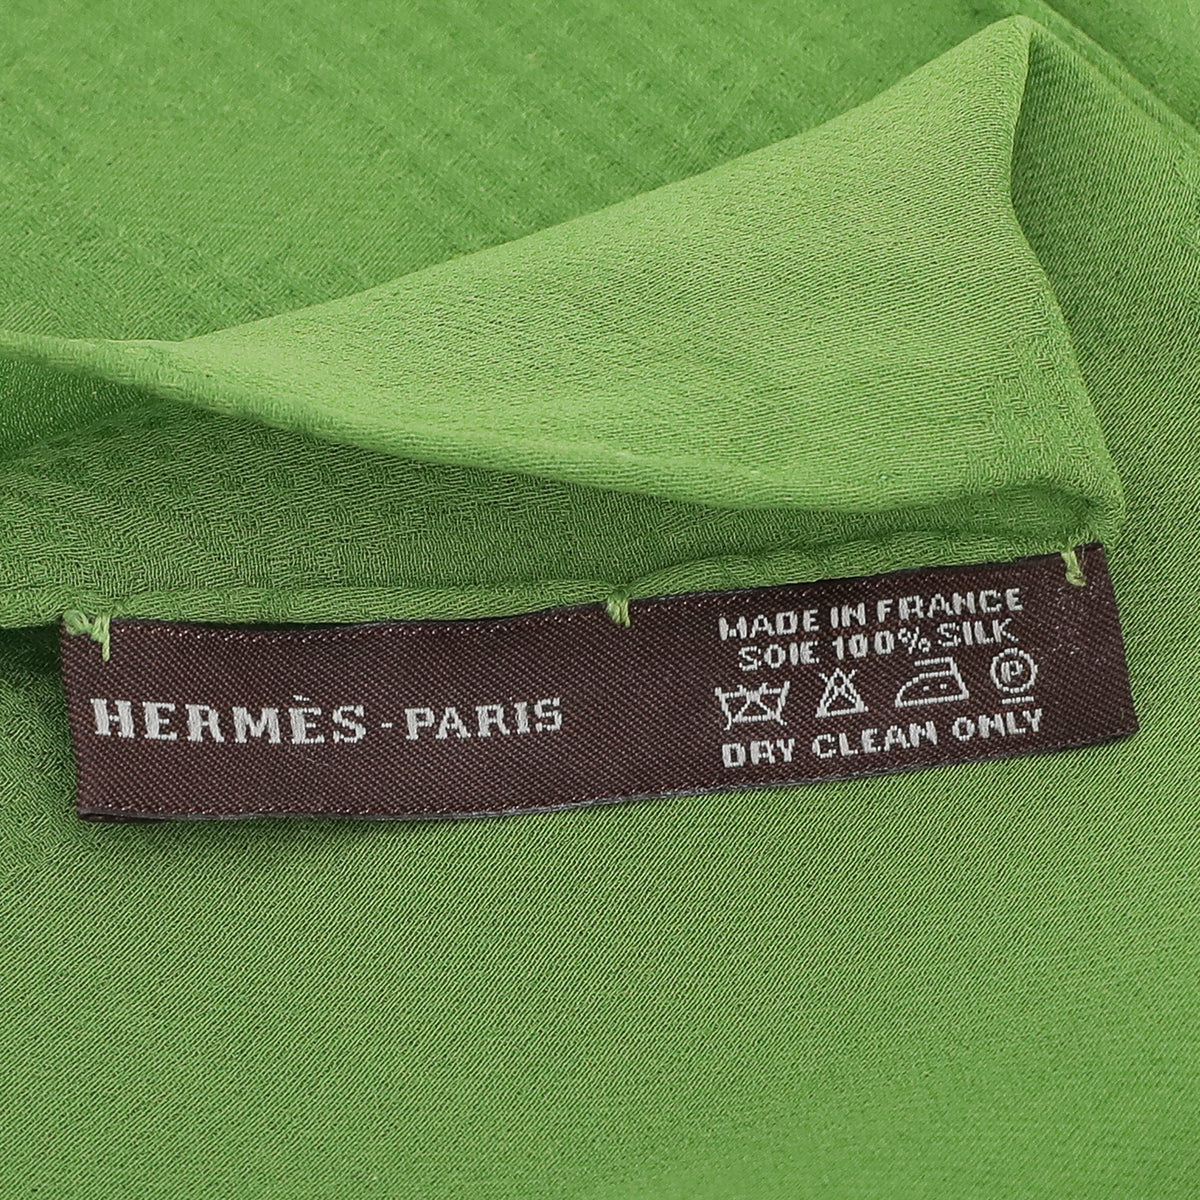 HERMÈS-PARIS
MADE IN FRANCE
SOIE 100% SILK
P
DRY CLEAN ONLY